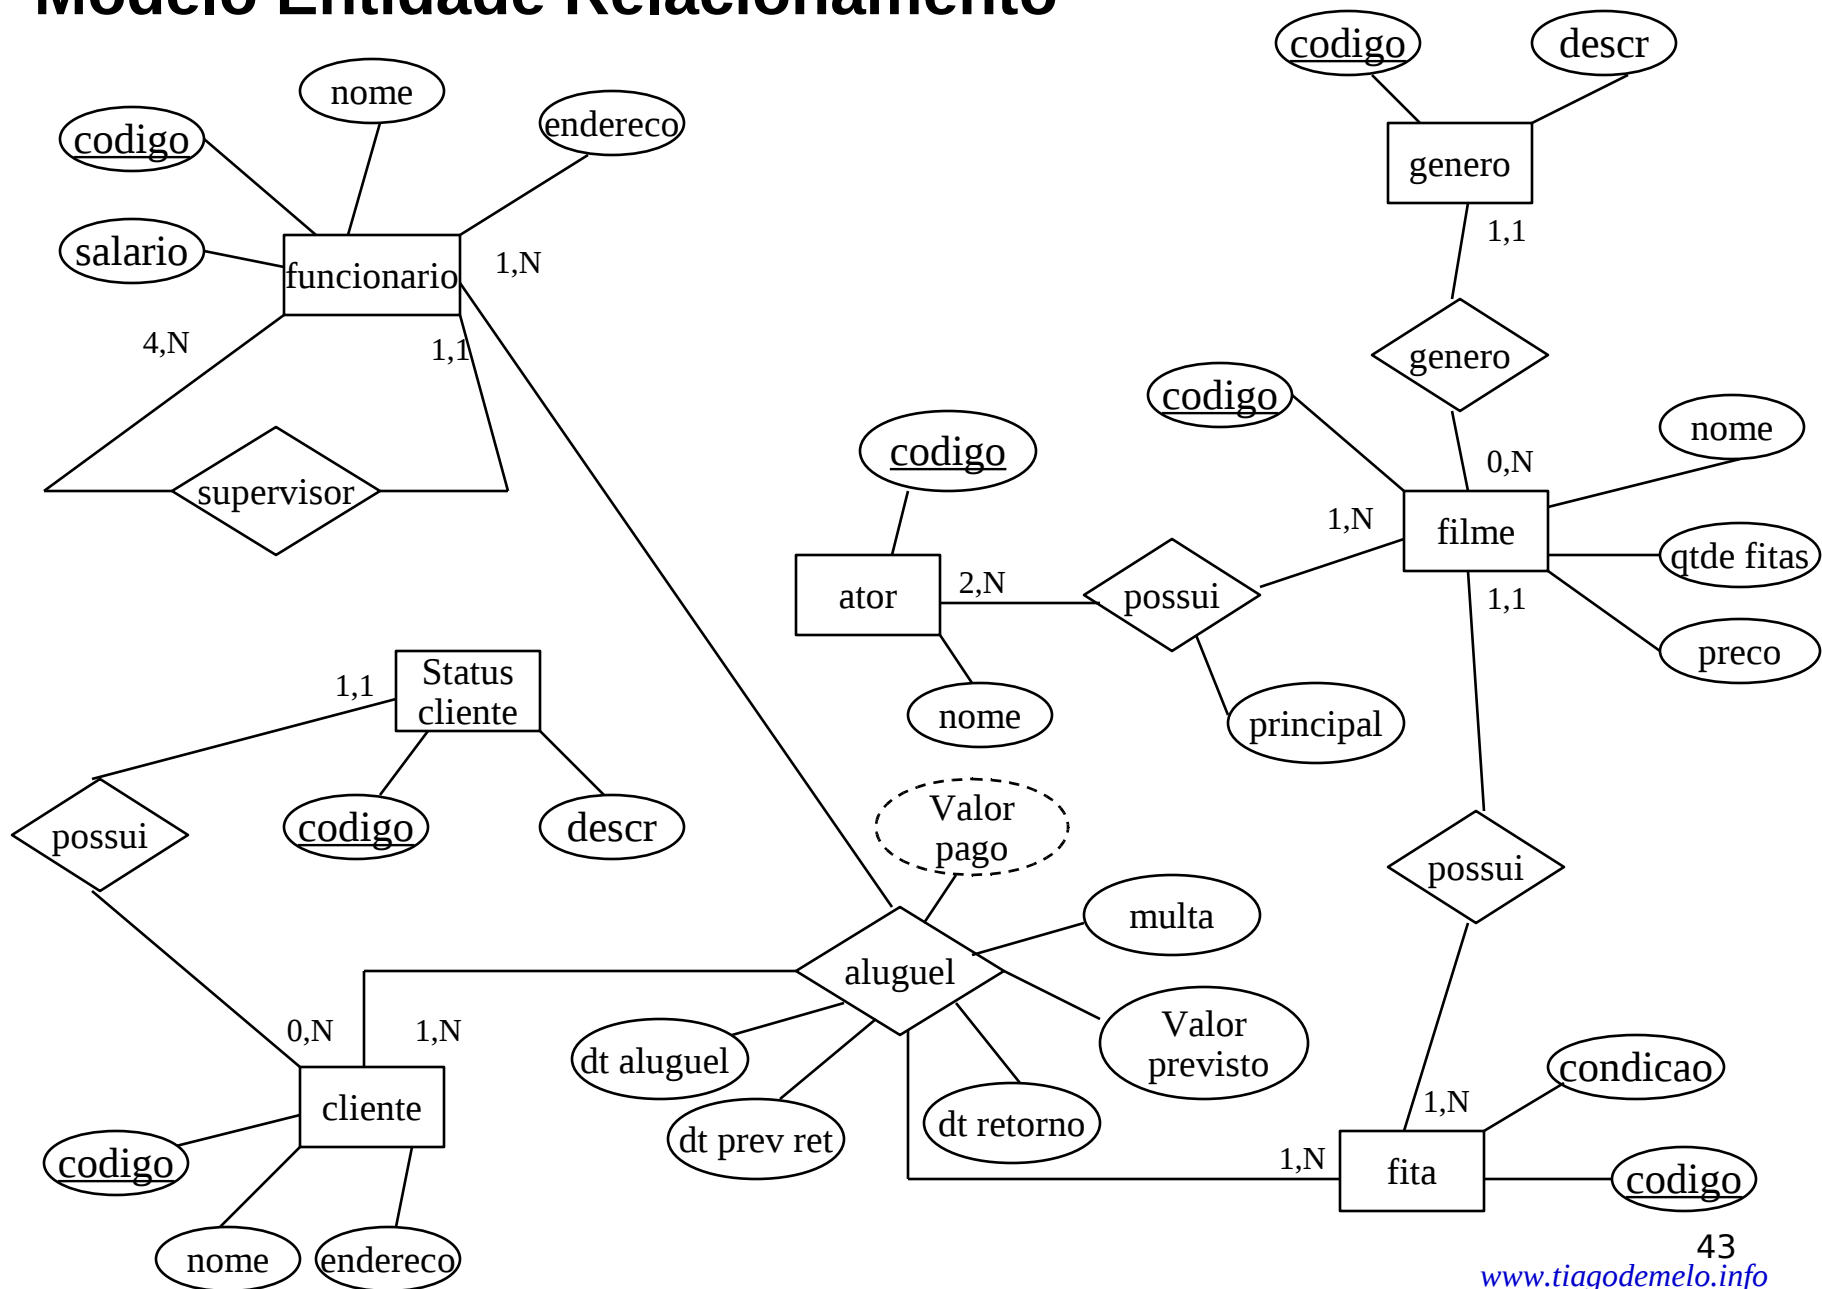 Modelo Entidade Relacionamento
codigo
descr
nome
endereco
codigo
genero
salario
funcionario
1,N
1,1
4,N
1,1
genero
codigo
nome
codigo
0,N
supervisor
1,N
filme
qtde fitas
ator
2,N
possui
1,1
preco
Status
cliente
1,1
nome
principal
possui
codigo
descr
Valor
pago
possui
multa
aluguel
Valor
previsto
0,N
1,N
dt aluguel
condicao
cliente
dt prev ret
dt retorno
1,N
1,N
fita
codigo
codigo
nome
endereco
43
www.tiagodemelo.info